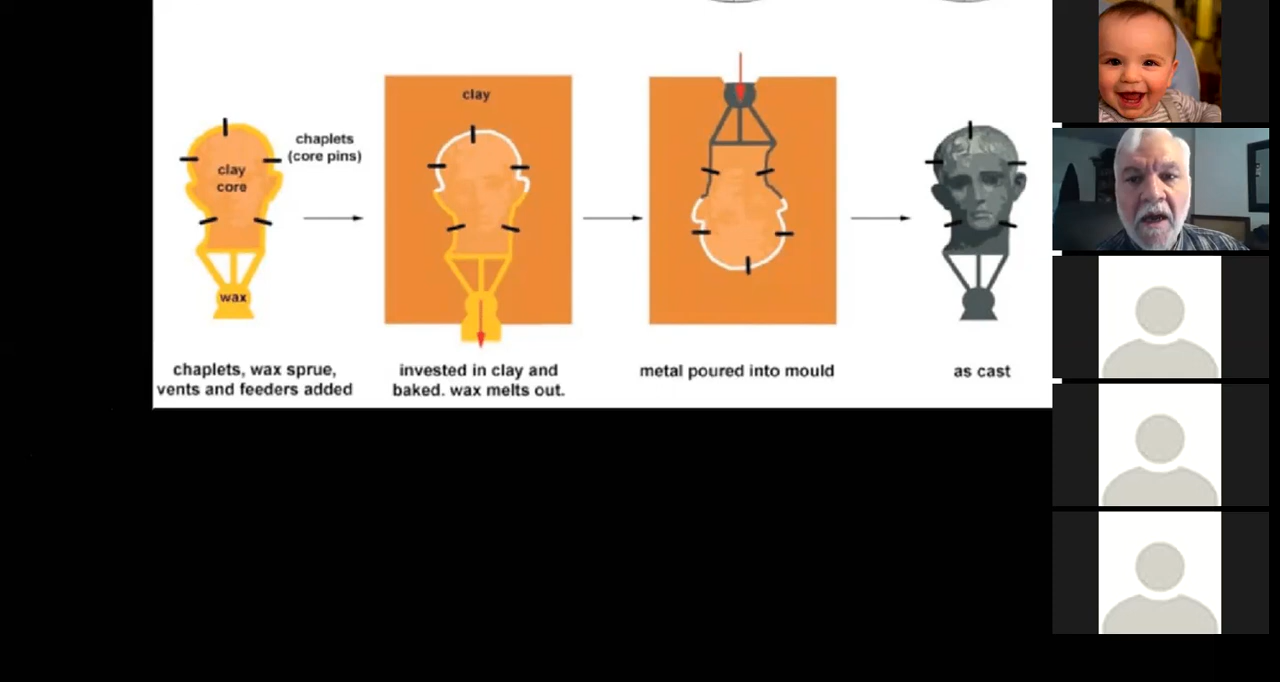 clay
chaplets
(core pins)
clay
core
wax
chaplets, wax sprue,
vents and feeders added
invested in clay and
baked. wax melts out.
metal poured into mould
as cast